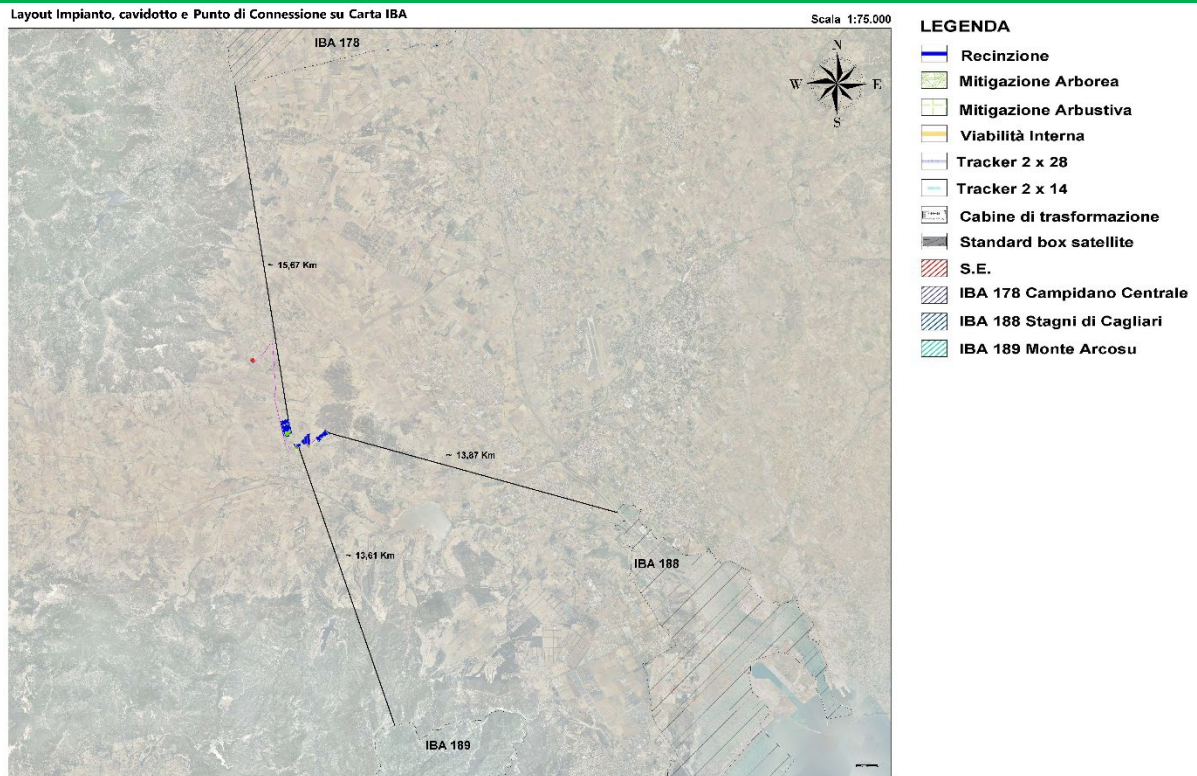 Layout Impianto, cavidotto e Punto di Connessione su Carta IBA
Scala 1:75.000
IBA 178
N
W E
S
~ 15,67 Km
~ 13,87 Km
~ 13,61 Km
IBA 188
IBA 189
LEGENDA
Recinzione
Mitigazione Arborea
Mitigazione Arbustiva
Viabilità Interna
Tracker 2 x 28
Tracker 2 x 14
Cabine di trasformazione
Standard box satellite
S.E.
IBA 178 Campidano Centrale
IBA 188 Stagni di Cagliari
IBA 189 Monte Arcosu